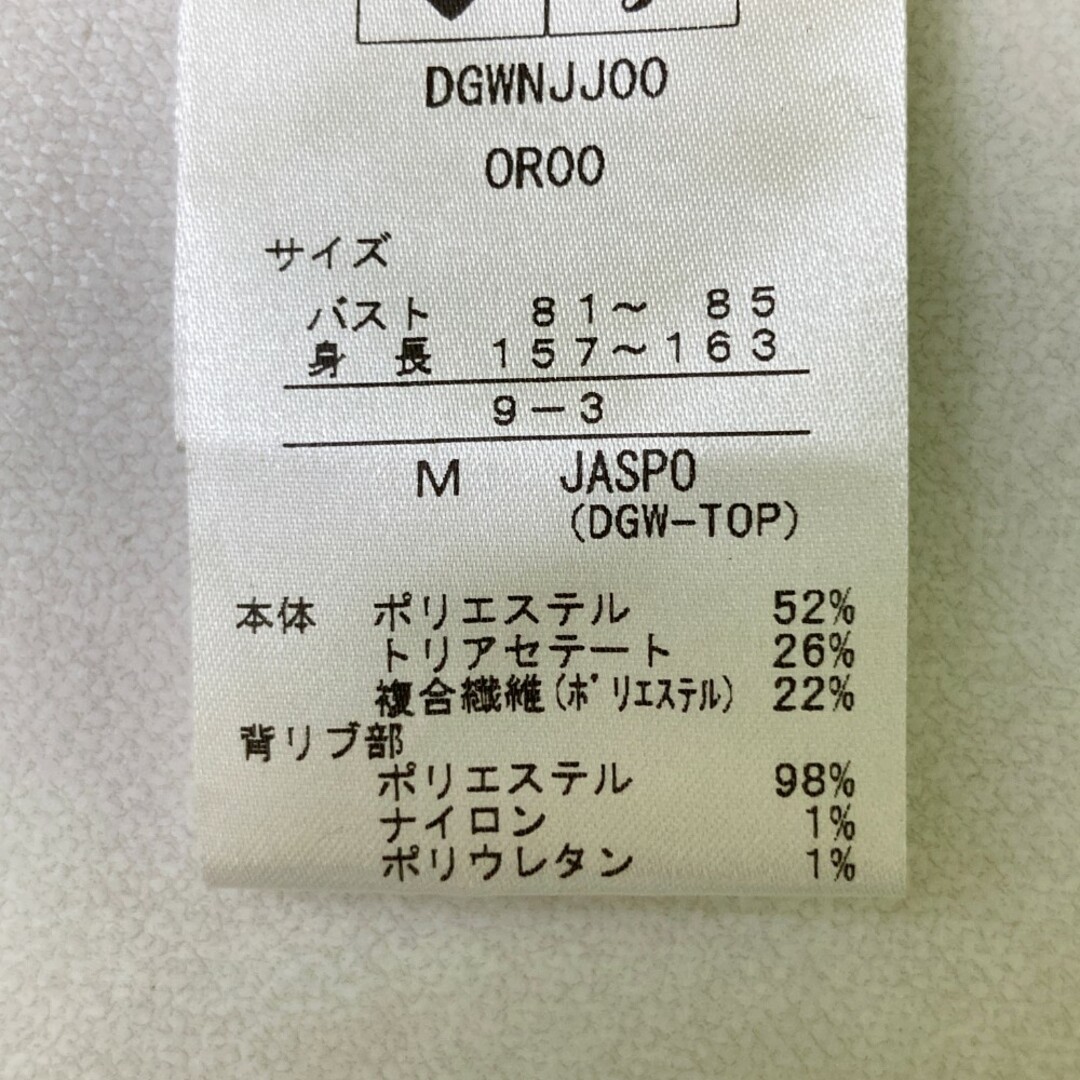 DGWNJJ00
0R00
サイズ
バスト 81～ 85
身 長 157～163
9－3
M JASPO
(DGW-TOP)
本体 ポリエステル 52%
トリアセテート 26%
複合繊維(ﾎﾟﾘｴｽﾃﾙ) 22%
背リブ部
ポリエステル 98%
ナイロン 1%
ポリウレタン 1%